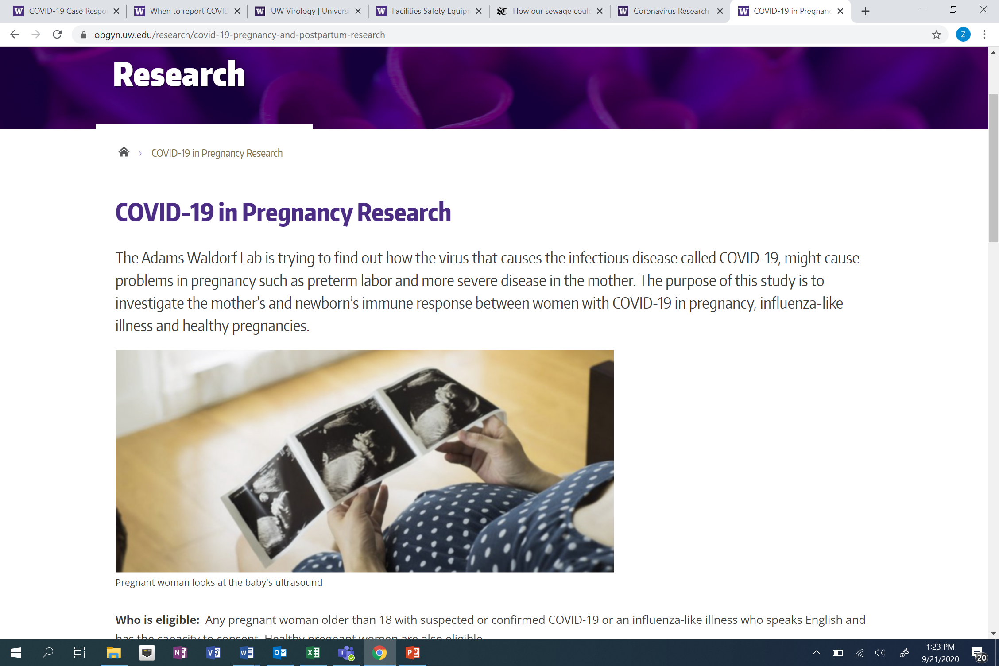 COVID-19 Case Respo
When to report COVID
UW Virology | Univers
Facilities Safety Equipm
How our sewage could
Coronavirus Research
COVID-19 in Pregnanc
obgyn.uw.edu/research/covid-19-pregnancy-and-postpartum-research
Z
Research
COVID-19 in Pregnancy Research
COVID-19 in Pregnancy Research
The Adams Waldorf Lab is trying to find out how the virus that causes the infectious disease called COVID-19, might cause
problems in pregnancy such as preterm labor and more severe disease in the mother. The purpose of this study is to
investigate the mother’s and newborn’s immune response between women with COVID-19 in pregnancy, influenza-like
illness and healthy pregnancies.
Pregnant woman looks at the baby's ultrasound
Who is eligible: Any pregnant woman older than 18 with suspected or confirmed COVID-19 or an influenza-like illness who speaks English and
has the capacity to consent. Healthy pregnant women are also eligible.
1:23 PM
9/21/2020
20